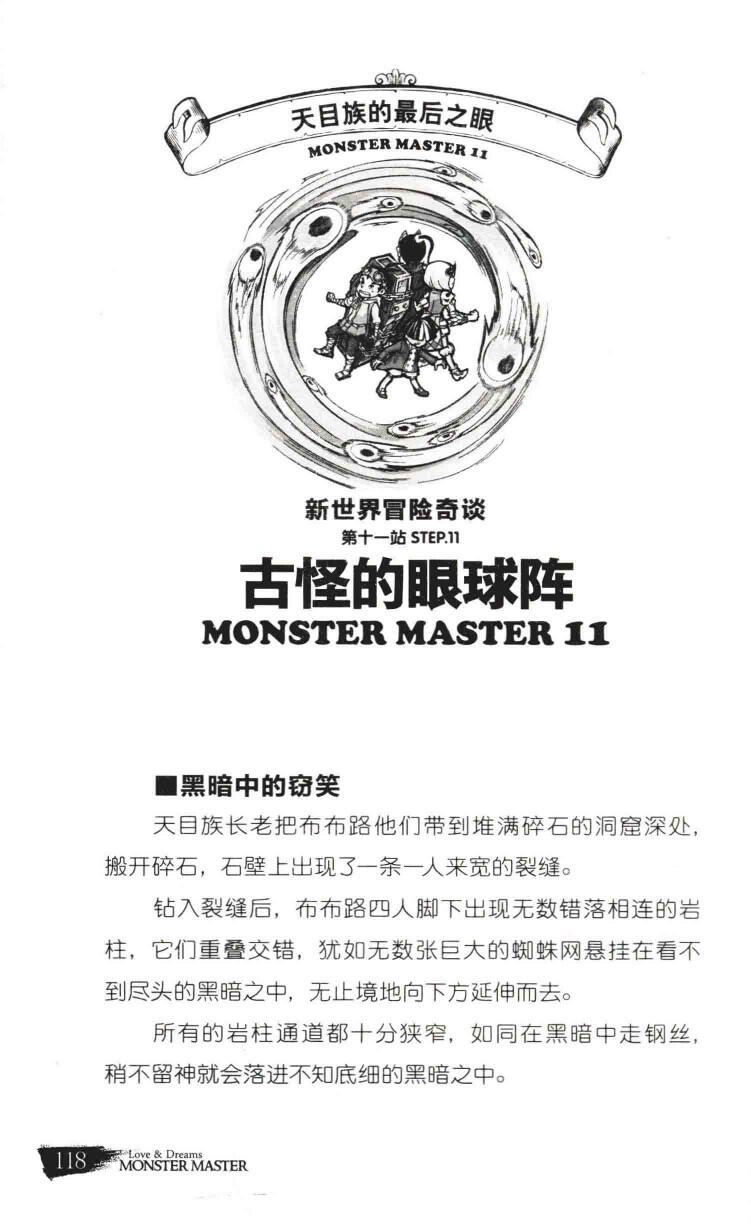 天目族的最后之眼
MONSTER MASTER 11
新世界冒险奇谈
第十一站 STEP.11
古怪的眼球阵
MONSTER MASTER 11
■黑暗中的窃笑
天目族长老把布布路他们带到堆满碎石的洞窟深处，
搬开碎石，石壁上出现了一条一人来宽的裂缝。
钻入裂缝后，布布路四人脚下出现无数错落相连的岩
柱，它们重叠交错，犹如无数张巨大的蜘蛛网悬挂在看不
到尽头的黑暗之中，无止境地向下方延伸而去。
所有的岩柱通道都十分狭窄，如同在黑暗中走钢丝，
稍不留神就会落进不知底细的黑暗之中。
118
Love & Dreams
MONSTER MASTER